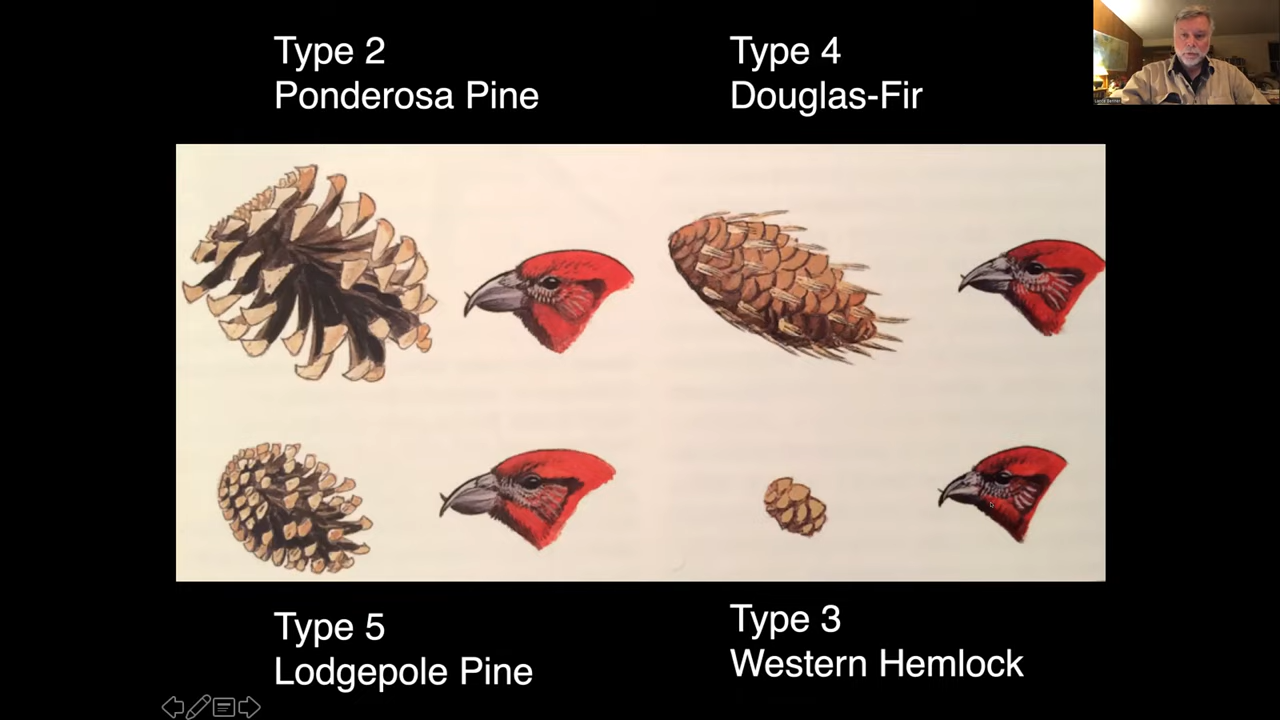 Type 2
Ponderosa Pine
Type 4
Douglas-Fir
Type 5
Lodgepole Pine
Type 3
Western Hemlock